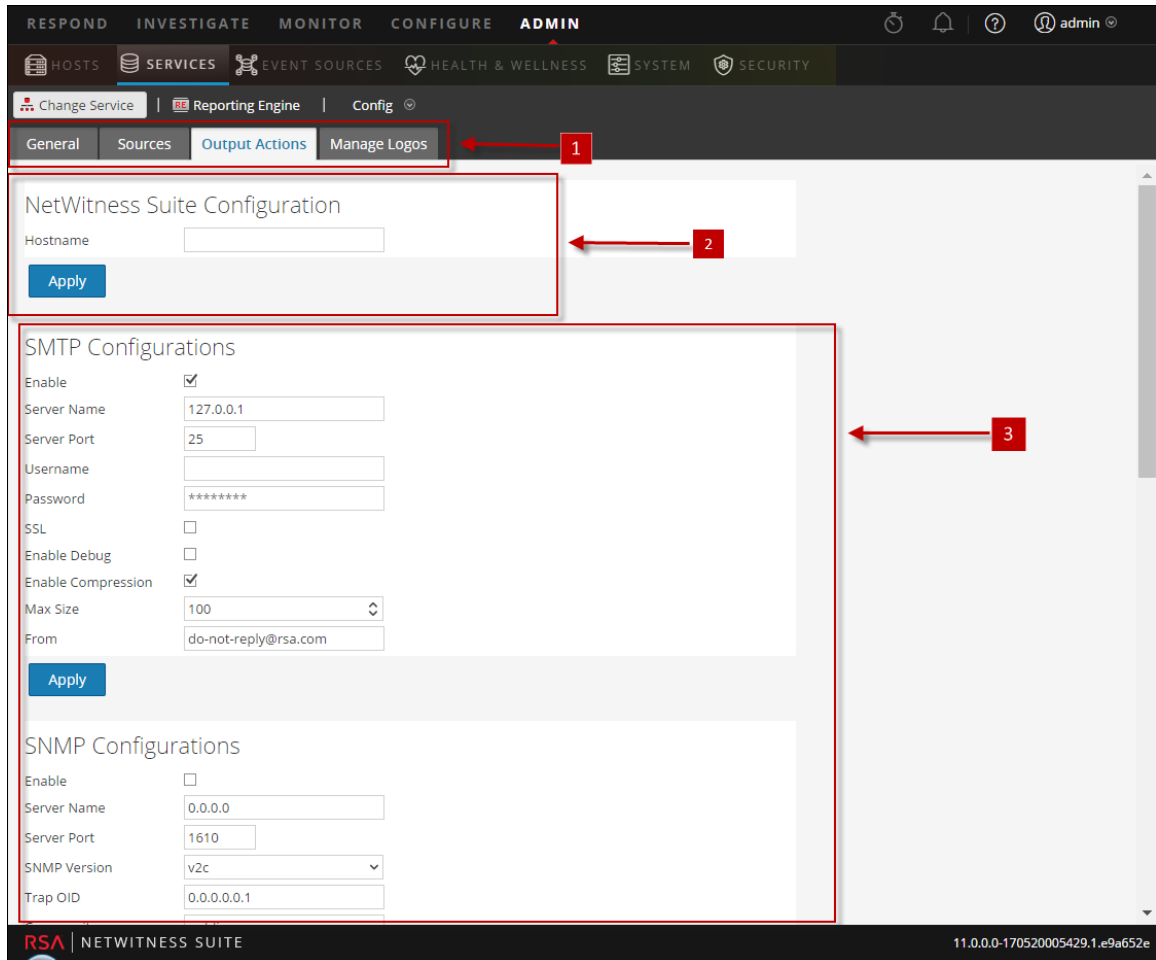 RESPOND INVESTIGATE MONITOR CONFIGURE ADMIN admin
HOSTS SERVICES EVENT SOURCES HEALTH & WELLNESS SYSTEM SECURITY
Change Service | RE Reporting Engine | Config
General Sources Output Actions Manage Logos
1
NetWitness Suite Configuration
Hostname
2
Apply
SMTP Configurations
Enable
Server Name 127.0.0.1
3
Server Port 25
Username
Password ********
SSL
Enable Debug
Enable Compression
Max Size 100
From do-not-reply@rsa.com
Apply
SNMP Configurations
Enable
Server Name 0.0.0.0
Server Port 1610
SNMP Version v2c
Trap OID 0.0.0.0.0.1
RSA | NETWITNESS SUITE 11.0.0.0-170520005429.1.e9a652e